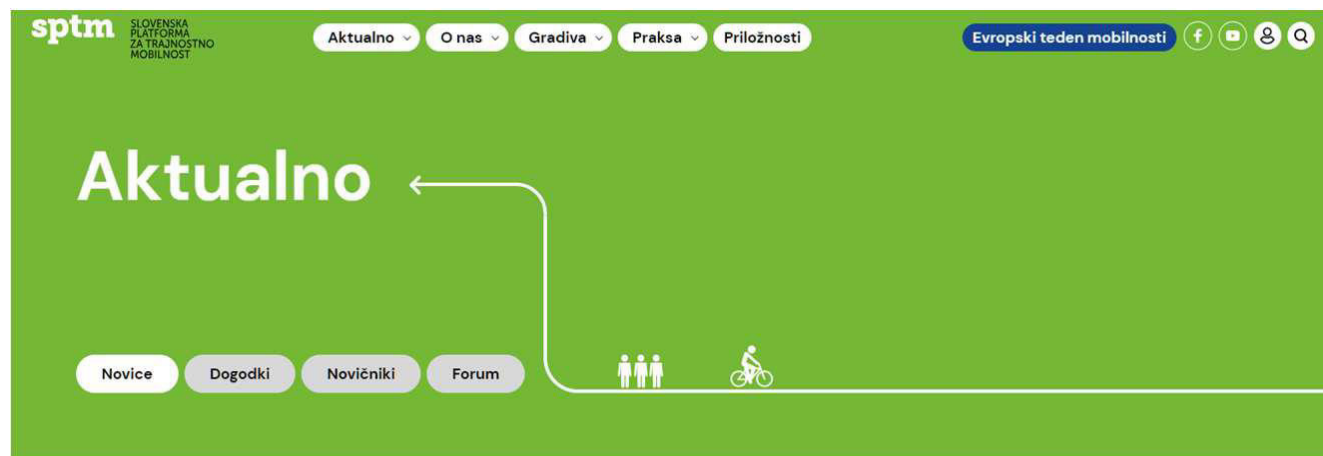 sptm
SLOVENSKA
PLATFORMA
ZA TRAJNOSTNO
MOBILNOST
Aktualno
O nas
Gradiva
Praksa
Priložnosti
Evropski teden mobilnosti
f
Aktualno
Novice
Dogodki
Novičniki
Forum